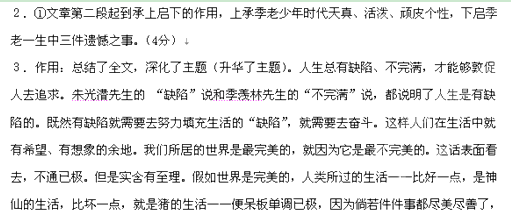 2．①文章第二段起到承上启下的作用，上承季老少年时代天真、活泼、顽皮个性，下启季
老一生中三件遗憾之事。（4分）↓
3．作用：总结了全文，深化了主题（升华了主题）。人生总有缺陷、不完满，才能够敦促
人去追求。朱光潜先生的 “缺陷”说和季羡林先生的“不完满”说，都说明了人生是有缺
陷的。既然有缺陷就需要去努力填充生活的“缺陷”，就需要去奋斗。这样人们在生活中就
有希望、有想象的余地。我们所居的世界是最完美的，就因为它是最不完美的。这话表面看
去，不通已极。但是实含有至理。假如世界是完美的，人类所过的生活一一比好一点，是神
仙的生活，比坏一点，就是猪的生活一一便呆板单调已极，因为倘若件件事都尽美尽善了，